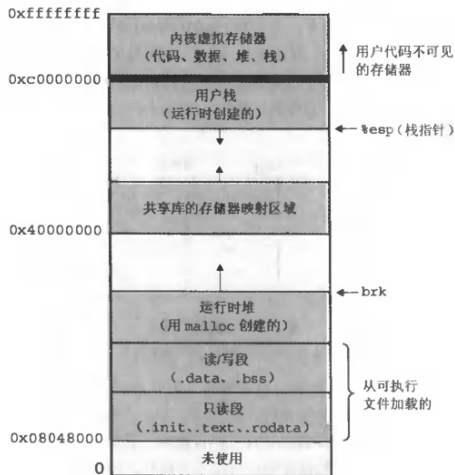 0xffffffff
内核虚拟存储器
(代码、数据、堆、栈)
用户代码不可见
的存储器
0xc0000000
用户栈
(运行时创建的)
%esp(栈指针)
共享库的存储器映射区域
0x40000000
brk
运行时堆
(用 malloc 创建的)
读/写段
(.data、.bss)
从可执行
文件加载的
只读段
(.init、.text、.rodata)
0x08048000
未使用
0